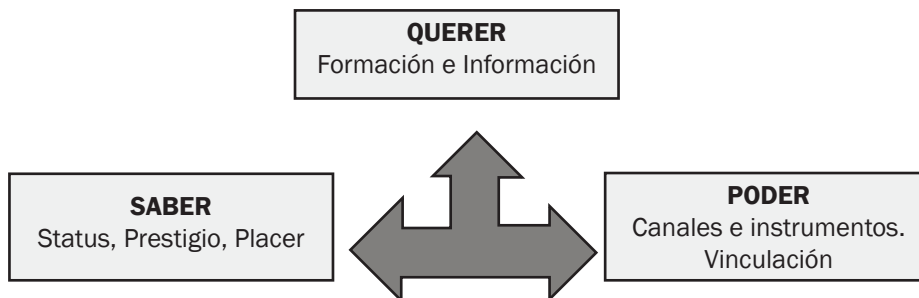 QUERER
Formación e Información
SABER
Status, Prestigio, Placer
PODER
Canales e instrumentos.
Vinculación